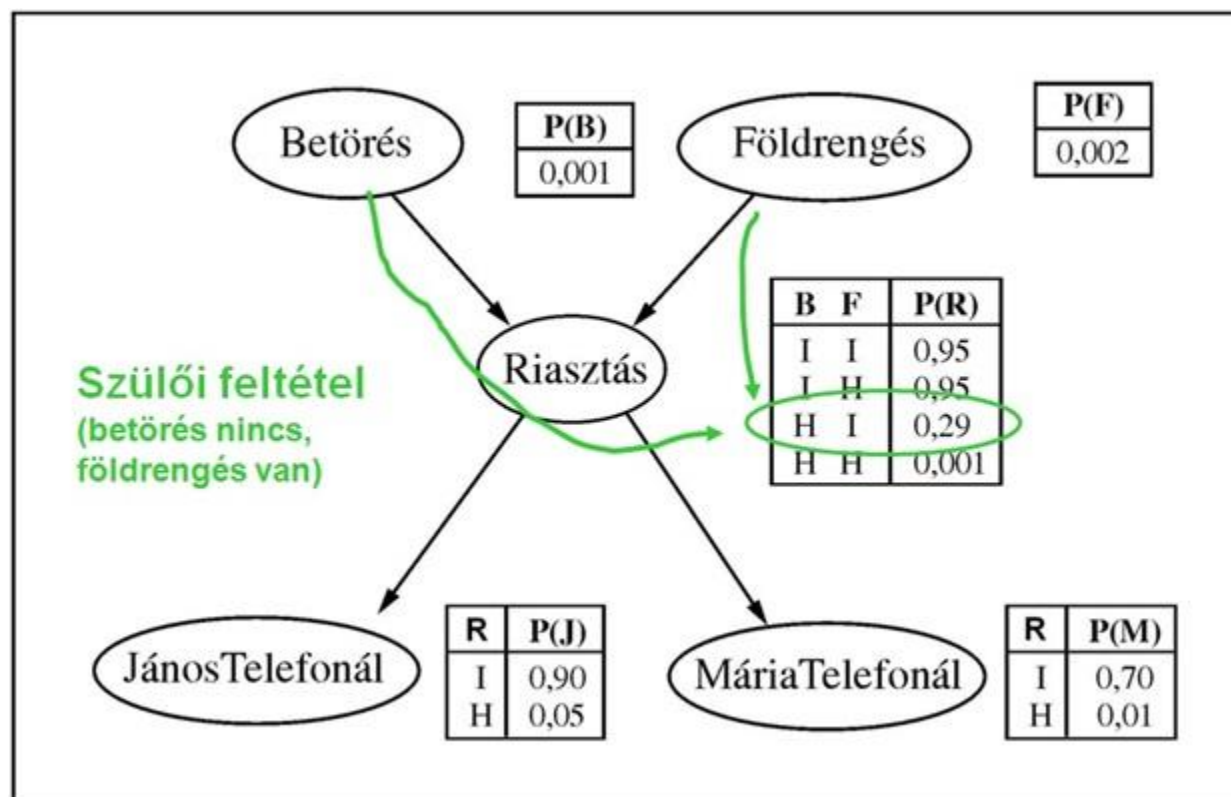 Betörés
P(B)
0,001
Földrengés
P(F)
0,002
Riasztás
B F P(R)
I I 0,95
I H 0,95
H I 0,29
H H 0,001
Szülői feltétel
(betörés nincs,
földrengés van)
JánosTelefonál
R P(J)
I 0,90
H 0,05
MáriaTelefonál
R P(M)
I 0,70
H 0,01